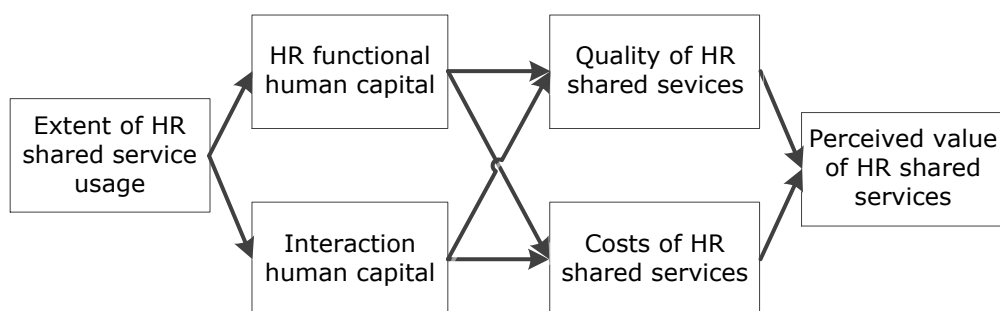 Extent of HR
shared service
usage
HR functional
human capital
Interaction
human capital
Quality of HR
shared sevices
Costs of HR
shared services
Perceived value
of HR shared
services